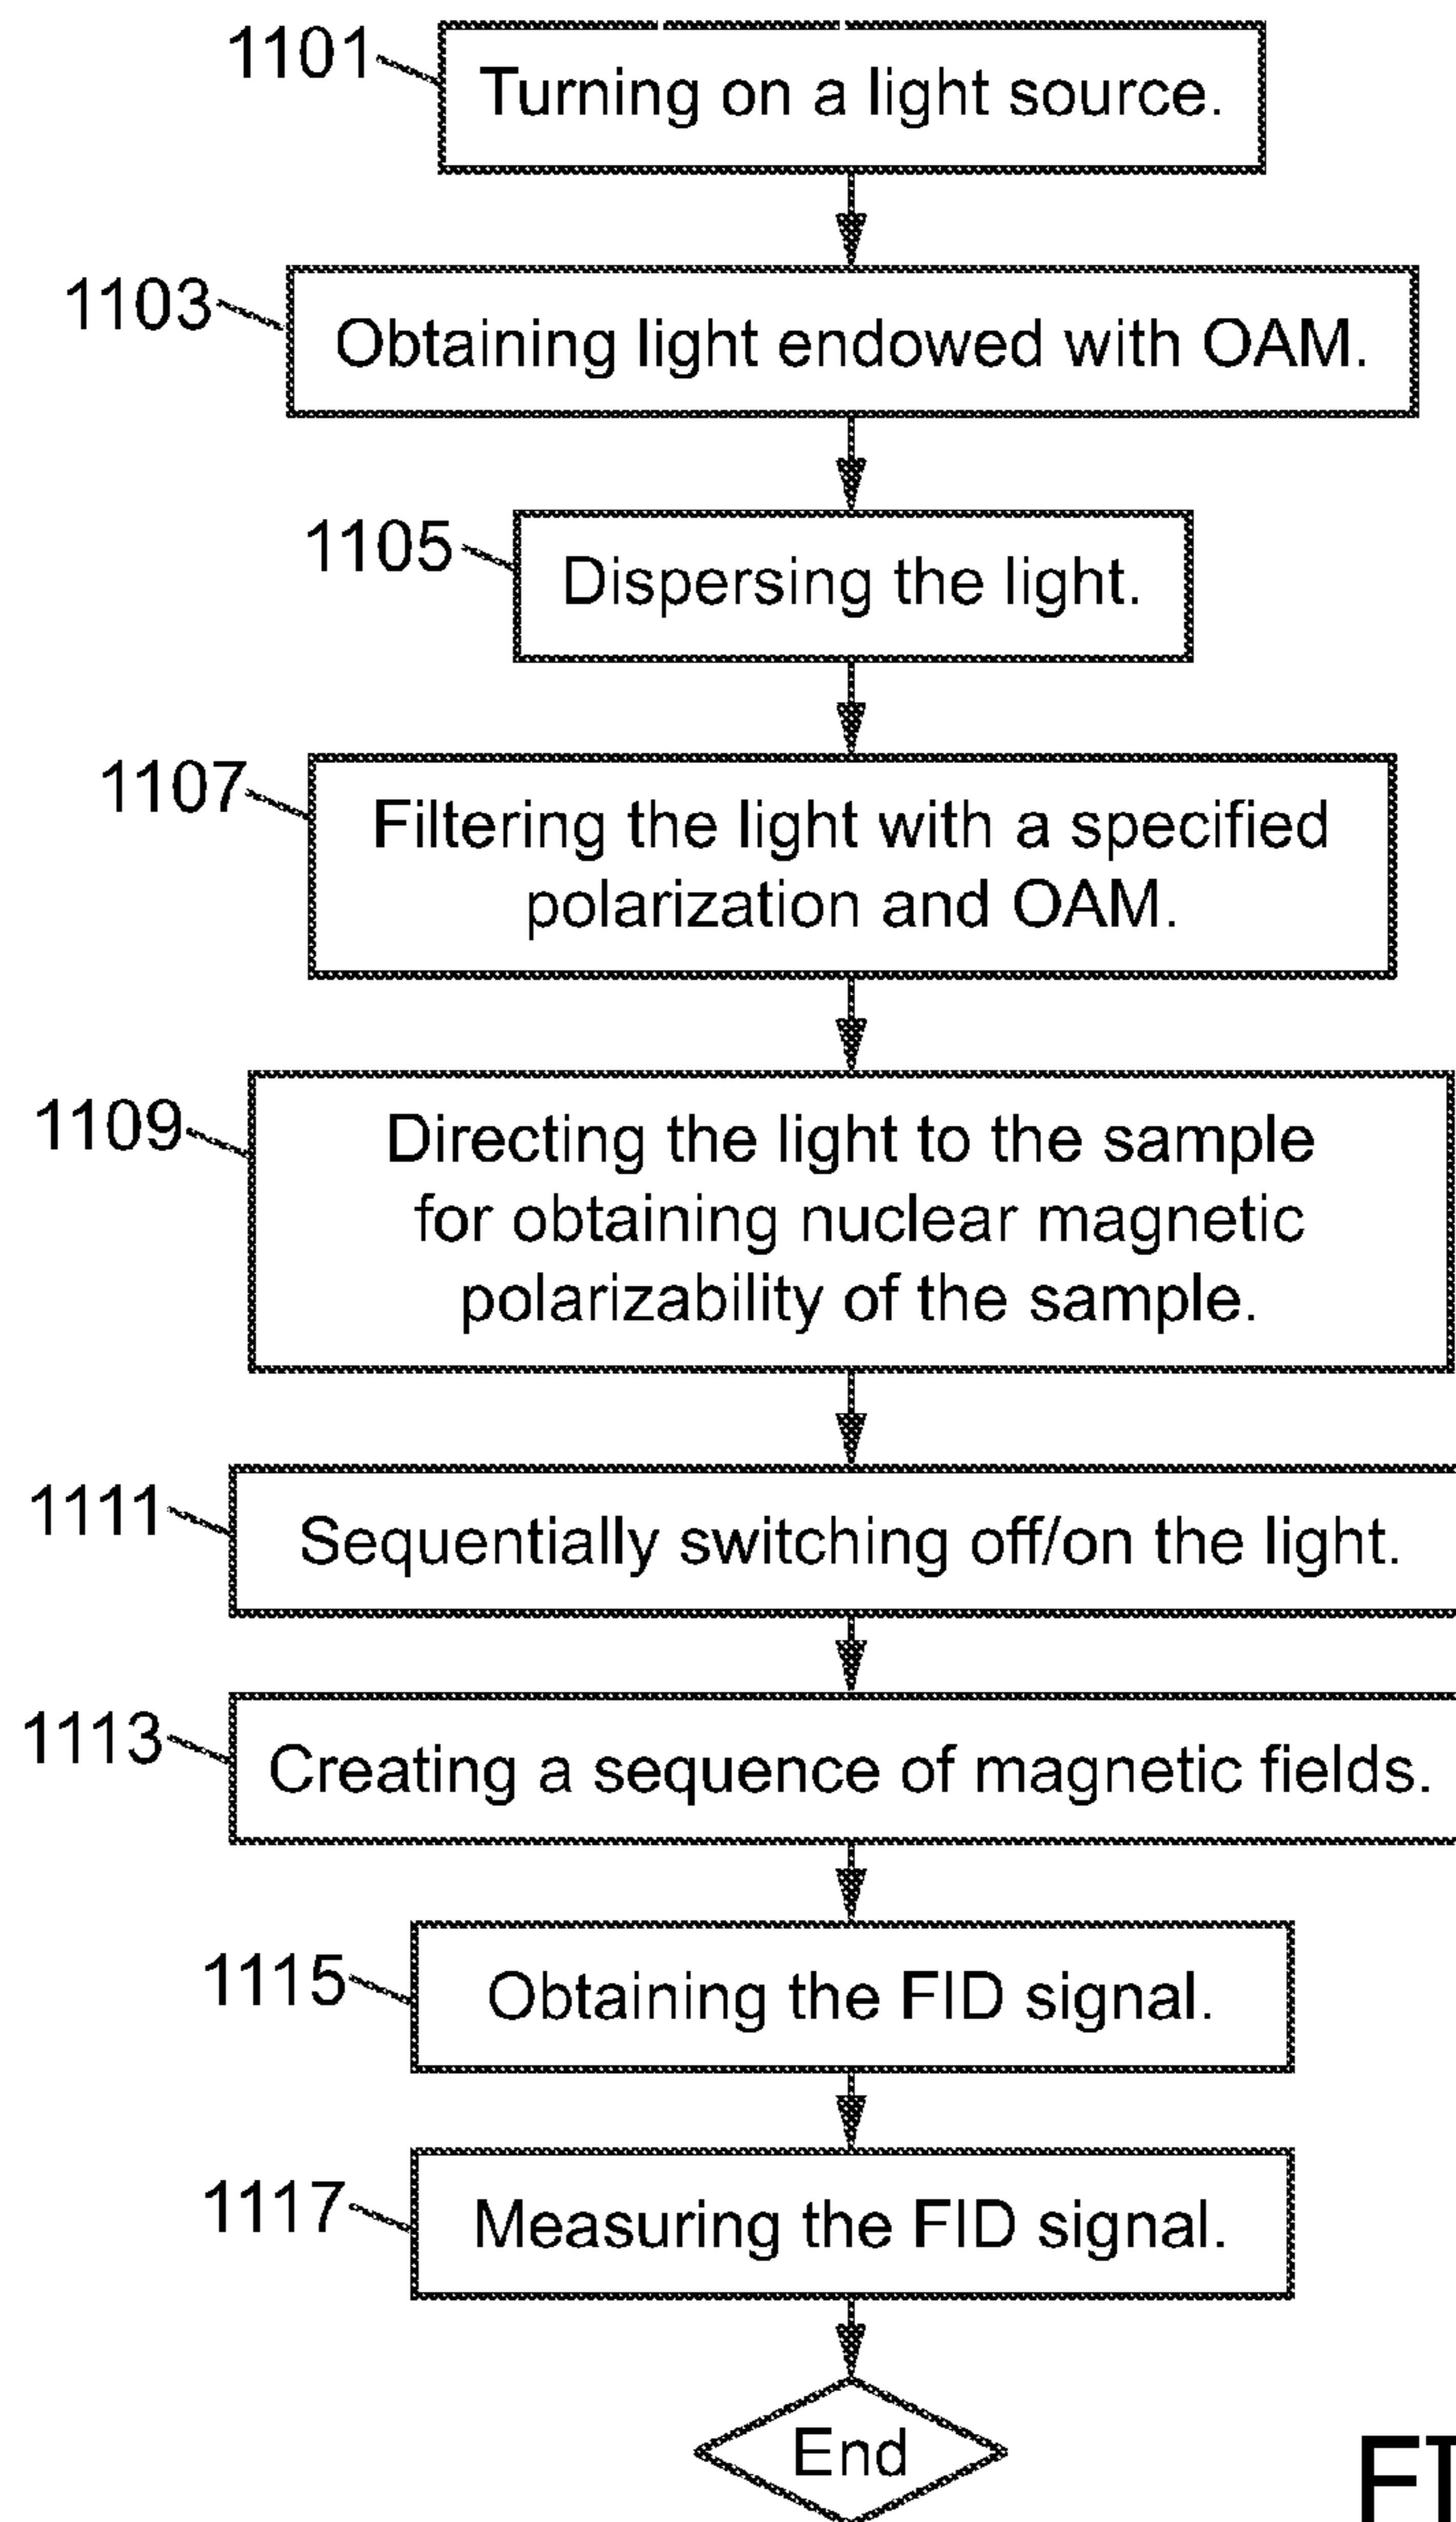 1101
Turning on a light source.
1103
Obtaining light endowed with OAM.
1105
Dispersing the light.
1107
Filtering the light with a specified
polarization and OAM.
1109
Directing the light to the sample
for obtaining nuclear magnetic
polarizability of the sample.
1111
Sequentially switching off/on the light.
1113
Creating a sequence of magnetic fields.
1115
Obtaining the FID signal.
1117
Measuring the FID signal.
End